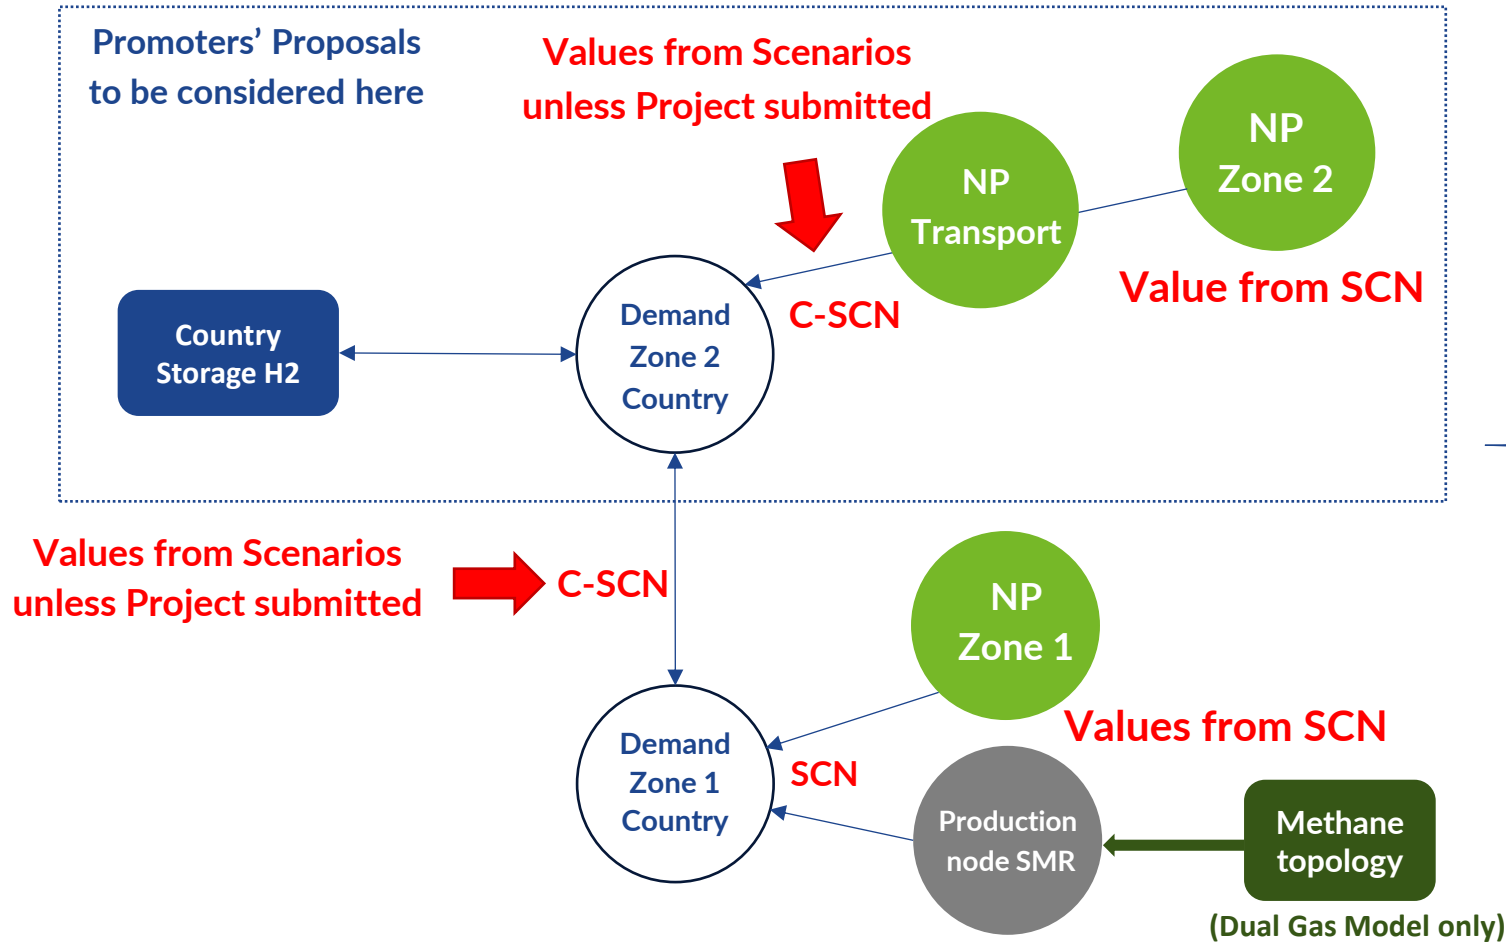 Promoters’ Proposals
to be considered here
Values from Scenarios
unless Project submitted
NP
Zone 2
NP
Transport
Value from SCN
C-SCN
Demand
Zone 2
Country
Country
Storage H2
Values from Scenarios
unless Project submitted
C-SCN
NP
Zone 1
Values from SCN
Demand
Zone 1
Country
SCN
Production
node SMR
Methane
topology
(Dual Gas Model only)